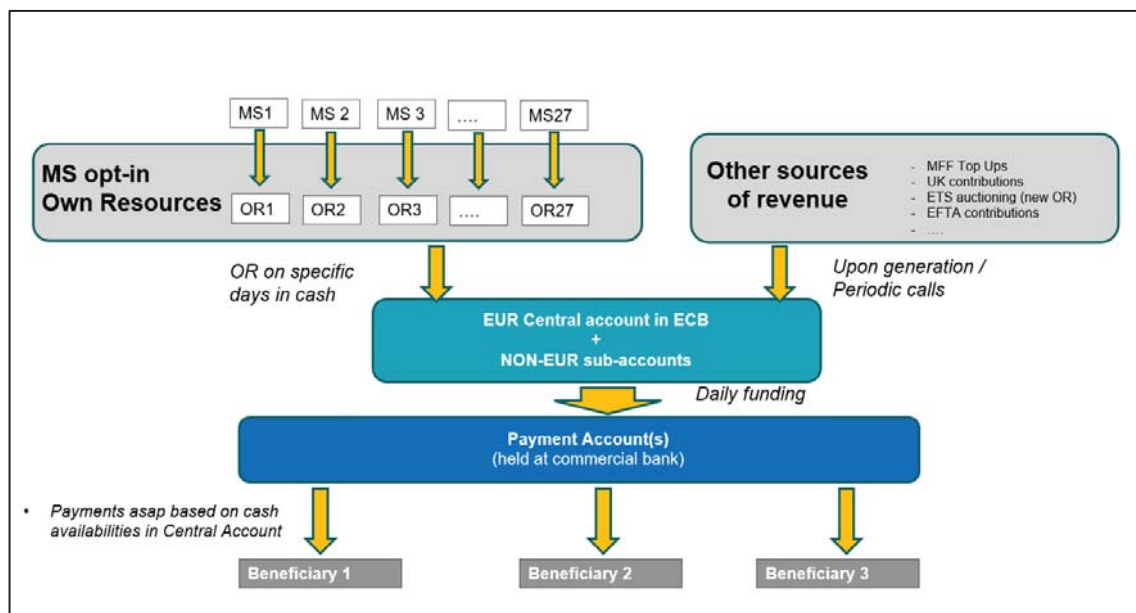 MS1
MS 2
MS 3
....
MS27
MS opt-in
Own Resources
OR1
OR2
OR3
....
OR27
Other sources
of revenue
- MFF Top Ups
- UK contributions
- ETS auctioning (new OR)
- EFTA contributions
- ....
OR on specific
days in cash
Upon generation /
Periodic calls
EUR Central account in ECB
+
NON-EUR sub-accounts
Daily funding
Payment Account(s)
(held at commercial bank)
• Payments asap based on cash
availabilities in Central Account
Beneficiary 1
Beneficiary 2
Beneficiary 3